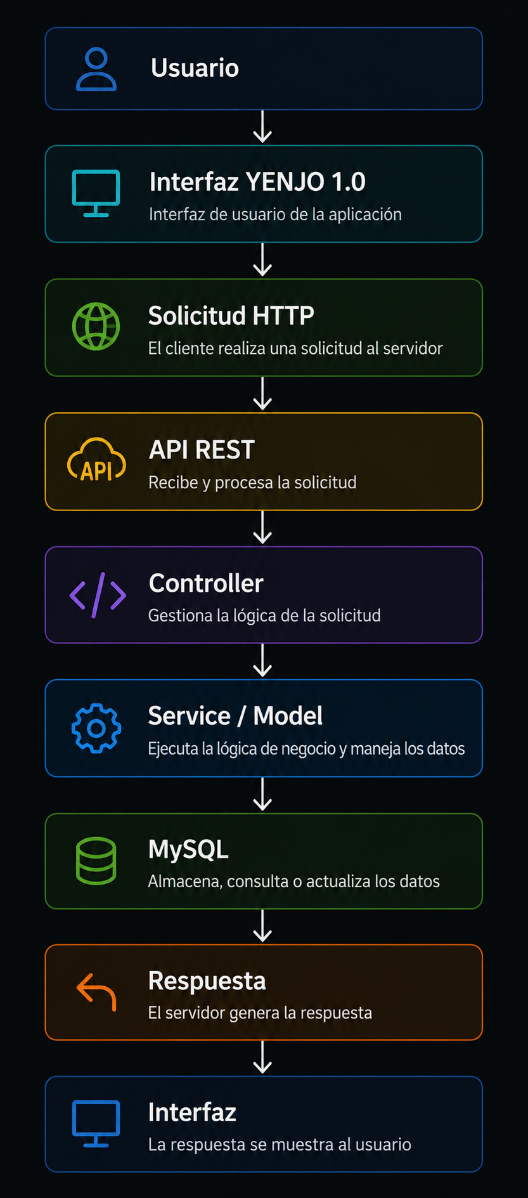 Usuario
Interfaz YENJO 1.0
Interfaz de usuario de la aplicación
Solicitud HTTP
El cliente realiza una solicitud al servidor
API
API REST
Recibe y procesa la solicitud
Controller
Gestiona la lógica de la solicitud
Service / Model
Ejecuta la lógica de negocio y maneja los datos
MySQL
Almacena, consulta o actualiza los datos
Respuesta
El servidor genera la respuesta
Interfaz
La respuesta se muestra al usuario